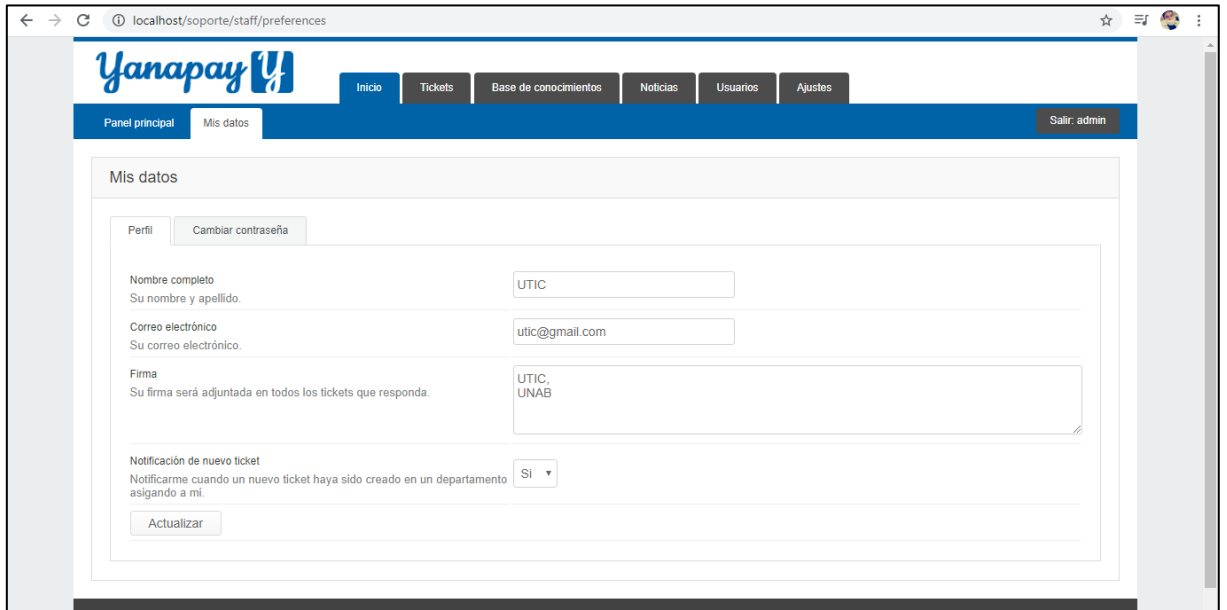 localhost/soporte/staff/preferences
Yanapay Y
Inicio
Tickets
Base de conocimientos
Noticias
Usuarios
Ajustes
Panel principal
Mis datos
Salir: admin
Mis datos
Perfil
Cambiar contraseña
Nombre completo
Su nombre y apellido.
UTIC
Correo electrónico
Su correo electrónico.
utic@gmail.com
Firma
Su firma será adjuntada en todos los tickets que responda.
UTIC,
UNAB
Notificación de nuevo ticket
Notificarme cuando un nuevo ticket haya sido creado en un departamento
asigando a mí.
Si
Actualizar